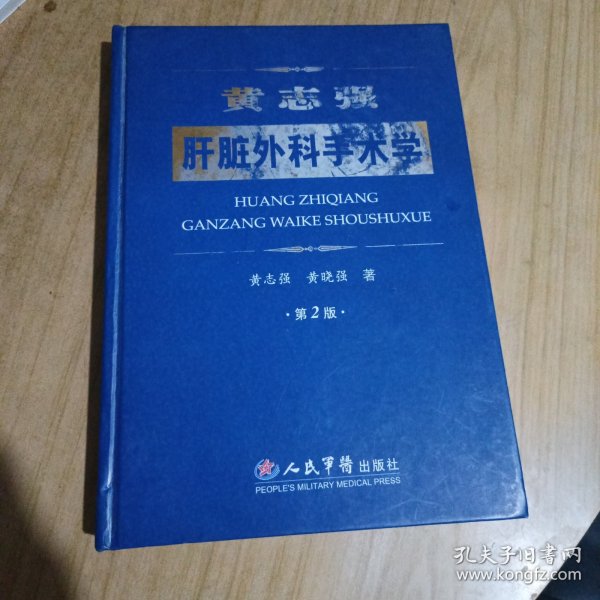 黄志强
肝脏外科手术学
HUANG ZHIQIANG
GANZANG WAIKE SHOUSHUXUE
黄志强 黄晓强 著
·第2版·
人民军醫出版社
PEOPLE'S MILITARY MEDICAL PRESS
孔夫子旧书网
www.kongfz.com